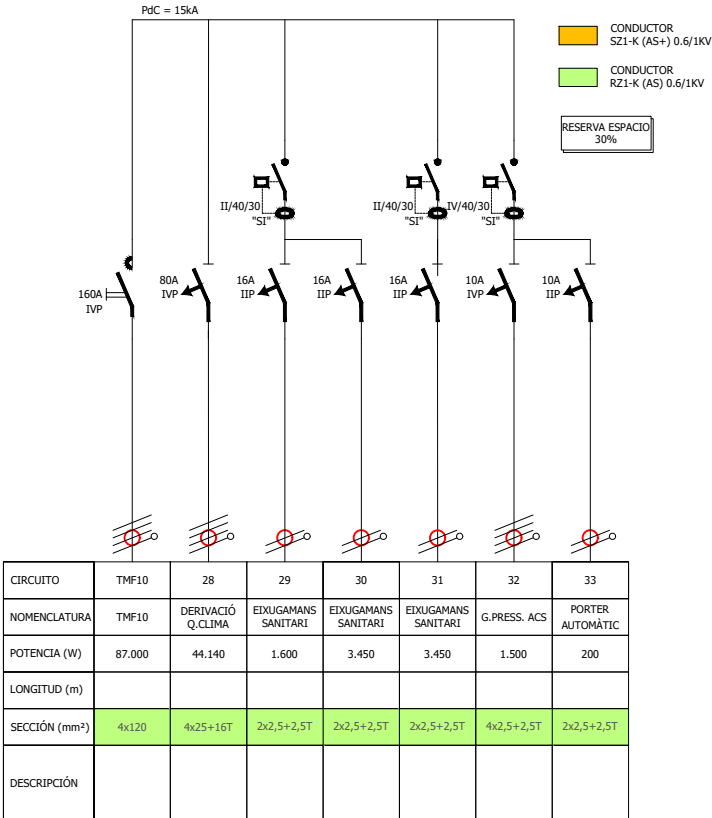 PdC = 15kA
CONDUCTOR
SZ1-K (AS+) 0.6/1KV
CONDUCTOR
RZ1-K (AS) 0.6/1KV
RESERVA ESPACIO
30%
II/40/30
"SI"
II/40/30
"SI"
IV/40/30
"SI"
160A
IVP
80A
IVP
16A
IIP
16A
IIP
16A
IIP
10A
IVP
10A
IIP
CIRCUITO TMF10 28 29 30 31 32 33
NOMENCLATURA TMF10 DERIVACIÓ Q.CLIMA EIXUGAMANS SANITARI EIXUGAMANS SANITARI EIXUGAMANS SANITARI G.PRESS. ACS PORTER AUTOMÀTIC
POTENCIA (W) 87.000 44.140 1.600 3.450 3.450 1.500 200
LONGITUD (m)
SECCIÓN (mm²) 4x120 4x25+16T 2x2,5+2,5T 2x2,5+2,5T 2x2,5+2,5T 4x2,5+2,5T 2x2,5+2,5T
DESCRIPCIÓN